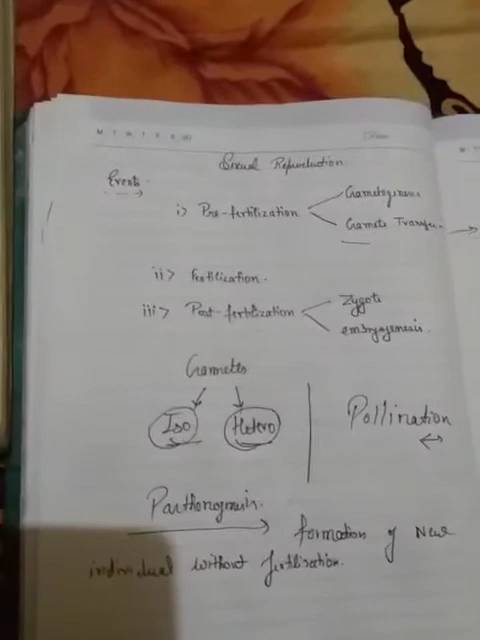 M T W T F S
Sexual Reproduction.
Events.
Gametogenesis
i> Pre-fertilization
Gamete Transfer
ii> fertilization.
Zygote
iii> Post-fertilization
embryogenesis.
Gametes
Iso Hetero
Pollination
Parthenogenesis.
formation of New
individual without fertilisation.